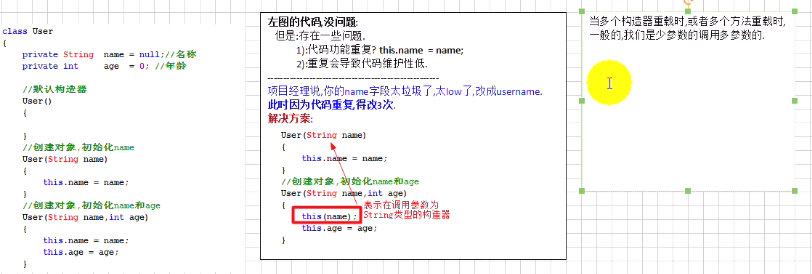 class User
{
private String name = null;//名称
private int age = 0; //年龄
//默认构造器
User()
{
}
//创建对象,初始化name
User(String name)
{
this.name = name;
}
//创建对象,初始化name和age
User(String name,int age)
{
this.name = name;
this.age = age;
}
左图的代码,没问题:
但是:存在一些问题.
1):代码功能重复? this.name = name;
2):重复会导致代码维护性低.
--------------------------------------------------
项目经理说,你的name字段太垃圾了,太low了,改成username.
此时因为代码重复,得改3次.
解决方案:
User(String name)
{
this.name = name;
}
//创建对象,初始化name和age
User(String name,int age)
{
this(name);
this.age = age;
}
表示在调用参数为
String类型的构造器
当多个构造器重载时,或者多个方法重载时,
一般的,我们是少参数的调用多参数的.